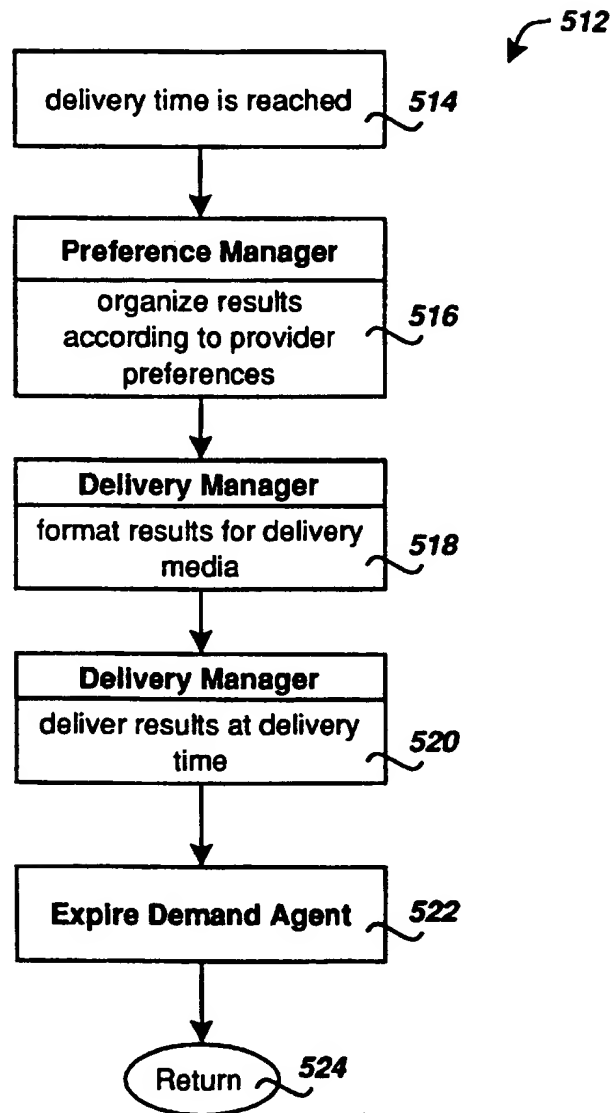 512
delivery time is reached
514
Preference Manager
organize results
according to provider
preferences
516
Delivery Manager
format results for delivery
media
518
Delivery Manager
deliver results at delivery
time
520
Expire Demand Agent
522
Return
524